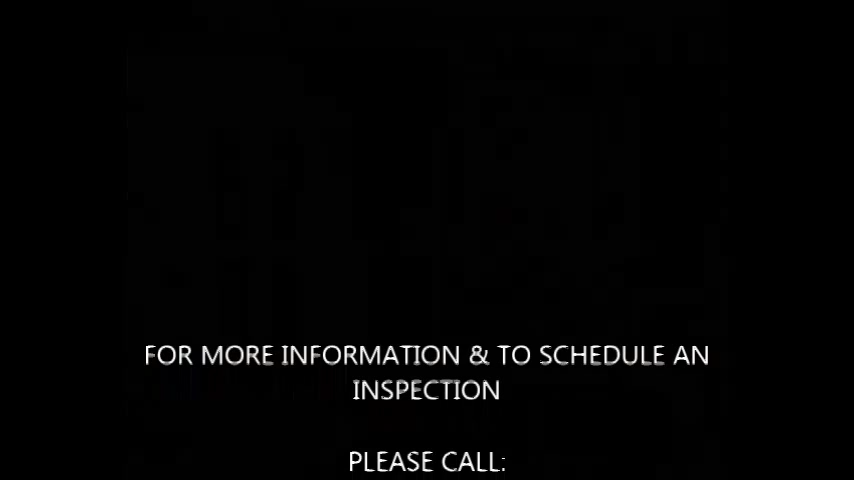 FOR MORE INFORMATION & TO SCHEDULE AN
INSPECTION
PLEASE CALL: